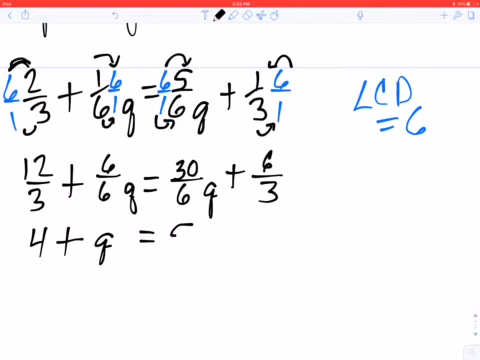 6/1 2/3 + 1/6 6/1 q = 6/1 5/6 q + 1/3 6/1
LCD
= 6
12/3 + 6/6 q = 30/6 q + 6/3
4 + q =